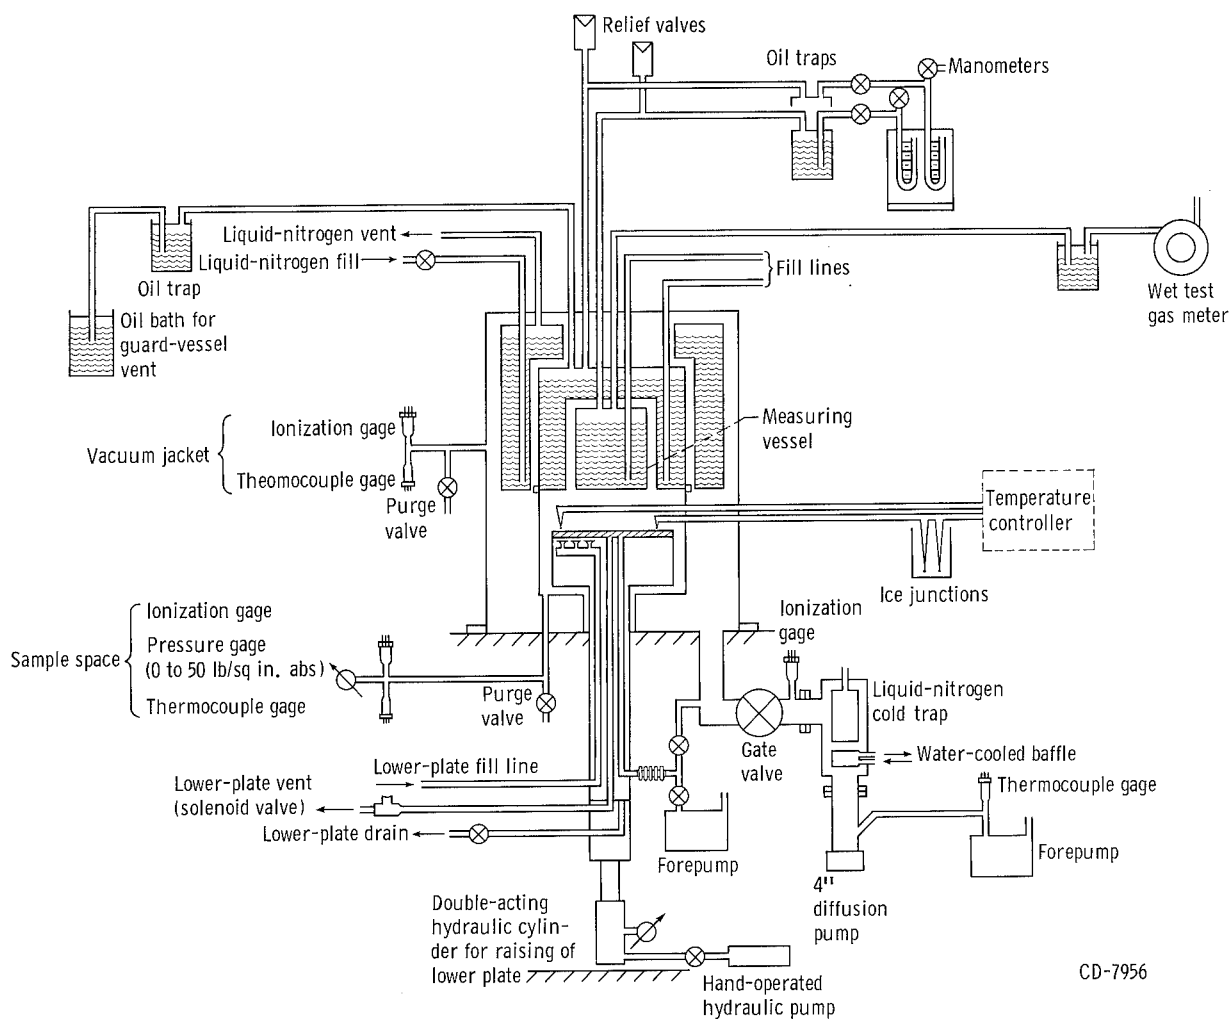 Relief valves
Oil traps
Manometers
Liquid-nitrogen vent
Liquid-nitrogen fill
Fill lines
Oil trap
Wet test
gas meter
Oil bath for
guard-vessel
vent
Measuring
vessel
Vacuum jacket
Ionization gage
Theomocouple gage
Purge
valve
Temperature
controller
Ice junctions
Sample space
Ionization gage
Pressure gage
(0 to 50 lb/sq in. abs)
Thermocouple gage
Purge
valve
Ionization
gage
Liquid-nitrogen
cold trap
Gate
valve
Water-cooled baffle
Thermocouple gage
Lower-plate fill line
Lower-plate vent
(solenoid valve)
Lower-plate drain
Forepump
Forepump
4"
diffusion
pump
Double-acting
hydraulic cylin-
der for raising of
lower plate
Hand-operated
hydraulic pump
CD-7956